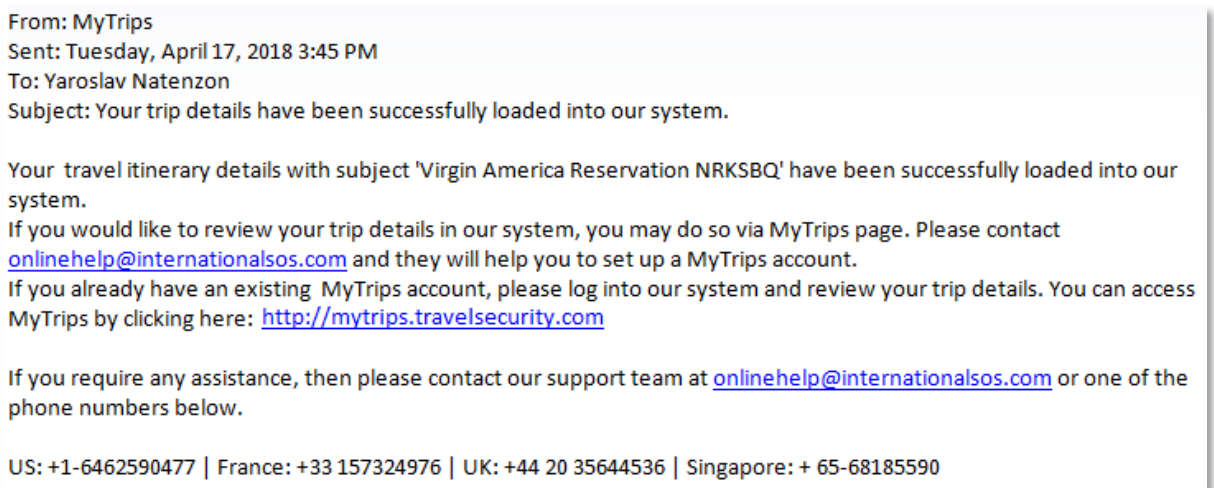 From: MyTrips
Sent: Tuesday, April 17, 2018 3:45 PM
To: Yaroslav Natenzon
Subject: Your trip details have been successfully loaded into our system.
Your  travel itinerary details with subject 'Virgin America Reservation NRKSBQ' have been successfully loaded into our
system.
If you would like to review your trip details in our system, you may do so via MyTrips page. Please contact
onlinehelp@internationalsos.com and they will help you to set up a MyTrips account.
If you already have an existing  MyTrips account, please log into our system and review your trip details. You can access
MyTrips by clicking here:  http://mytrips.travelsecurity.com
If you require any assistance, then please contact our support team at onlinehelp@internationalsos.com or one of the
phone numbers below.
US: +1-6462590477 | France: +33 157324976 | UK: +44 20 35644536 | Singapore: + 65-68185590